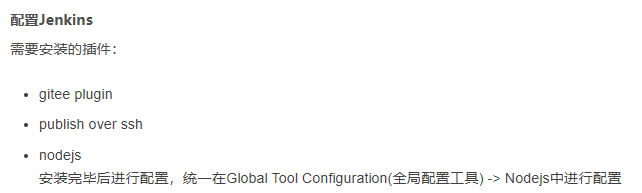 配置Jenkins
需要安装的插件：
gitee plugin
publish over ssh
nodejs
安装完毕后进行配置，统一在Global Tool Configuration(全局配置工具) -> Nodejs中进行配置